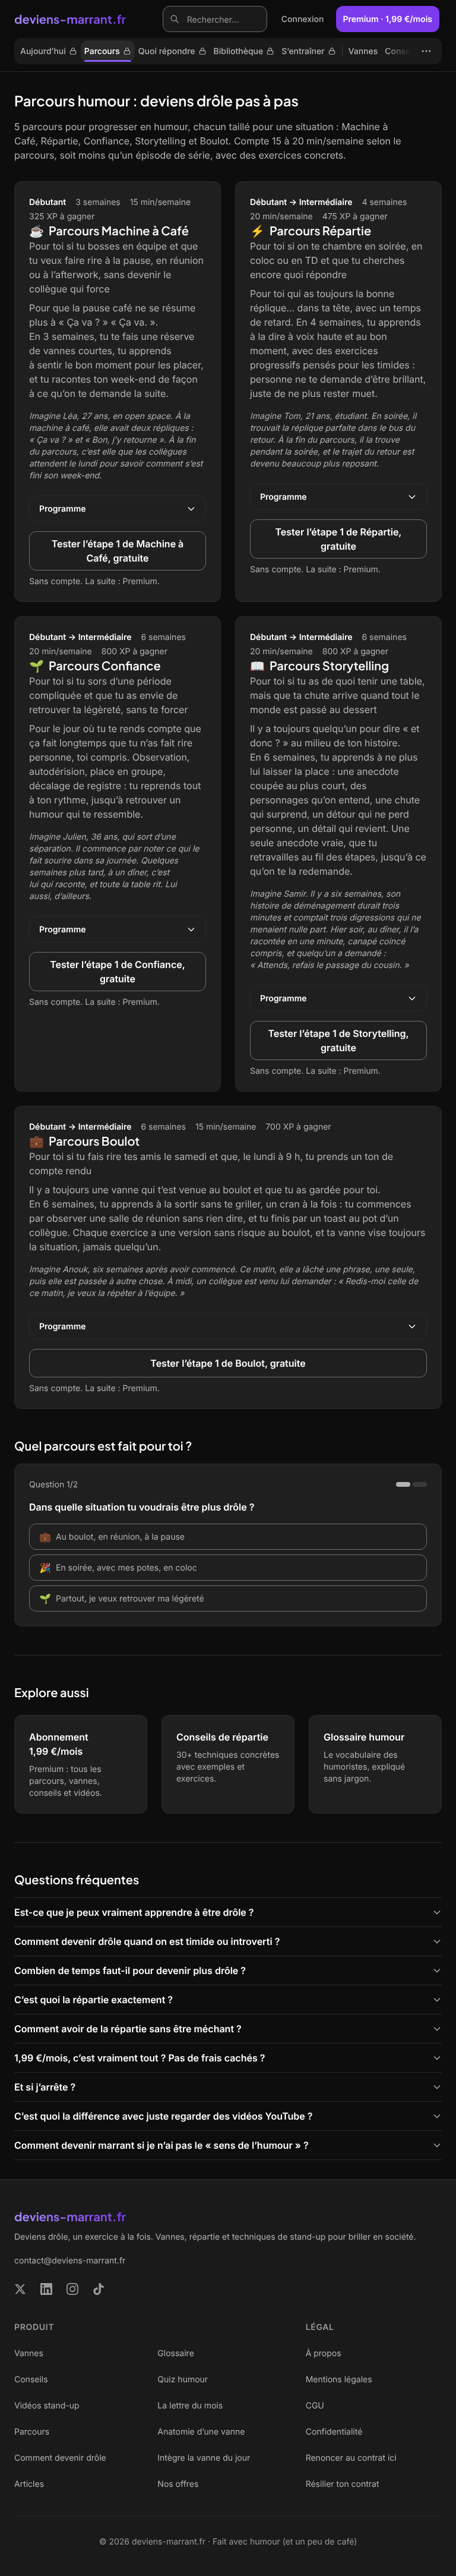 deviens-marrant.fr
Rechercher...
Connexion
Premium · 1,99 €/mois
Aujourd'hui
Parcours
Quoi répondre
Bibliothèque
S'entraîner
Vannes
Conse
Parcours humour : deviens drôle pas à pas
5 parcours pour progresser en humour, chacun taillé pour une situation : Machine à
Café, Répartie, Confiance, Storytelling et Boulot. Compte 15 à 20 min/semaine selon le
parcours, soit moins qu'un épisode de série, avec des exercices concrets.
Débutant 3 semaines 15 min/semaine
325 XP à gagner
☕ Parcours Machine à Café
Pour toi si tu bosses en équipe et que
tu veux faire rire à la pause, en réunion
ou à l'afterwork, sans devenir le
collègue qui force
Pour que la pause café ne se résume
plus à « Ça va ? » « Ça va. ».
En 3 semaines, tu te fais une réserve
de vannes courtes, tu apprends
à sentir le bon moment pour les placer,
et tu racontes ton week-end de façon
à ce qu'on te demande la suite.
Imagine Léa, 27 ans, en open space. À la
machine à café, elle avait deux répliques :
« Ça va ? » et « Bon, j'y retourne ». À la fin
du parcours, c'est elle que les collègues
attendent le lundi pour savoir comment s'est
fini son week-end.
Programme
Tester l'étape 1 de Machine à
Café, gratuite
Sans compte. La suite : Premium.
Débutant → Intermédiaire 4 semaines
20 min/semaine 475 XP à gagner
⚡ Parcours Répartie
Pour toi si on te chambre en soirée, en
coloc ou en TD et que tu cherches
encore quoi répondre
Pour toi qui as toujours la bonne
réplique... dans ta tête, avec un temps
de retard. En 4 semaines, tu apprends
à la dire à voix haute et au bon
moment, avec des exercices
progressifs pensés pour les timides :
personne ne te demande d'être brillant,
juste de ne plus rester muet.
Imagine Tom, 21 ans, étudiant. En soirée, il
trouvait la réplique parfaite dans le bus du
retour. À la fin du parcours, il la trouve
pendant la soirée, et le trajet du retour est
devenu beaucoup plus reposant.
Programme
Tester l'étape 1 de Répartie,
gratuite
Sans compte. La suite : Premium.
Débutant → Intermédiaire 6 semaines
20 min/semaine 800 XP à gagner
🌱 Parcours Confiance
Pour toi si tu sors d'une période
compliquée et que tu as envie de
retrouver ta légèreté, sans te forcer
Pour le jour où tu te rends compte que
ça fait longtemps que tu n'as fait rire
personne, toi compris. Observation,
autodérision, place en groupe,
décalage de registre : tu reprends tout
à ton rythme, jusqu'à retrouver un
humour qui te ressemble.
Imagine Julien, 36 ans, qui sort d'une
séparation. Il commence par noter ce qui le
fait sourire dans sa journée. Quelques
semaines plus tard, à un dîner, c'est
lui qui raconte, et toute la table rit. Lui
aussi, d'ailleurs.
Programme
Tester l'étape 1 de Confiance,
gratuite
Sans compte. La suite : Premium.
Débutant → Intermédiaire 6 semaines
20 min/semaine 800 XP à gagner
📖 Parcours Storytelling
Pour toi si tu as de quoi tenir une table,
mais que ta chute arrive quand tout le
monde est passé au dessert
Il y a toujours quelqu'un pour dire « et
donc ? » au milieu de ton histoire.
En 6 semaines, tu apprends à ne plus
lui laisser la place : une anecdote
coupée au plus court, des
personnages qu'on entend, une chute
qui surprend, un détour qui ne perd
personne, un détail qui revient. Une
seule anecdote vraie, que tu
retravailles au fil des étapes, jusqu'à ce
qu'on te la redemande.
Imagine Samir. Il y a six semaines, son
histoire de déménagement durait trois
minutes et comptait trois digressions qui ne
menaient nulle part. Hier soir, au dîner, il l'a
racontée en une minute, canapé coincé
compris, et quelqu'un a demandé :
« Attends, refais le passage du cousin. »
Programme
Tester l'étape 1 de Storytelling,
gratuite
Sans compte. La suite : Premium.
Débutant → Intermédiaire 6 semaines 15 min/semaine 700 XP à gagner
💼 Parcours Boulot
Pour toi si tu fais rire tes amis le samedi et que, le lundi à 9 h, tu prends un ton de
compte rendu
Il y a toujours une vanne qui t'est venue au boulot et que tu as gardée pour toi.
En 6 semaines, tu apprends à la sortir sans te griller, un cran à la fois : tu commences
par observer une salle de réunion sans rien dire, et tu finis par un toast au pot d'un
collègue. Chaque exercice a une version sans risque au boulot, et ta vanne vise toujours
la situation, jamais quelqu'un.
Imagine Anouk, six semaines après avoir commencé. Ce matin, elle a lâché une phrase, une seule,
puis elle est passée à autre chose. À midi, un collègue est venu lui demander : « Redis-moi celle de
ce matin, je veux la répéter à l'équipe. »
Programme
Tester l'étape 1 de Boulot, gratuite
Sans compte. La suite : Premium.
Quel parcours est fait pour toi ?
Question 1/2
Dans quelle situation tu voudrais être plus drôle ?
💼 Au boulot, en réunion, à la pause
🎉 En soirée, avec mes potes, en coloc
🌱 Partout, je veux retrouver ma légèreté
Explore aussi
Abonnement
1,99 €/mois
Premium : tous les
parcours, vannes,
conseils et vidéos.
Conseils de répartie
30+ techniques concrètes
avec exemples et
exercices.
Glossaire humour
Le vocabulaire des
humoristes, expliqué
sans jargon.
Questions fréquentes
Est-ce que je peux vraiment apprendre à être drôle ?
Comment devenir drôle quand on est timide ou introverti ?
Combien de temps faut-il pour devenir plus drôle ?
C'est quoi la répartie exactement ?
Comment avoir de la répartie sans être méchant ?
1,99 €/mois, c'est vraiment tout ? Pas de frais cachés ?
Et si j'arrête ?
C'est quoi la différence avec juste regarder des vidéos YouTube ?
Comment devenir marrant si je n'ai pas le « sens de l'humour » ?
deviens-marrant.fr
Deviens drôle, un exercice à la fois. Vannes, répartie et techniques de stand-up pour briller en société.
contact@deviens-marrant.fr
PRODUIT
Vannes
Conseils
Vidéos stand-up
Parcours
Comment devenir drôle
Articles
Glossaire
Quiz humour
La lettre du mois
Anatomie d'une vanne
Intègre la vanne du jour
Nos offres
LÉGAL
À propos
Mentions légales
CGU
Confidentialité
Renoncer au contrat ici
Résilier ton contrat
© 2026 deviens-marrant.fr · Fait avec humour (et un peu de café)